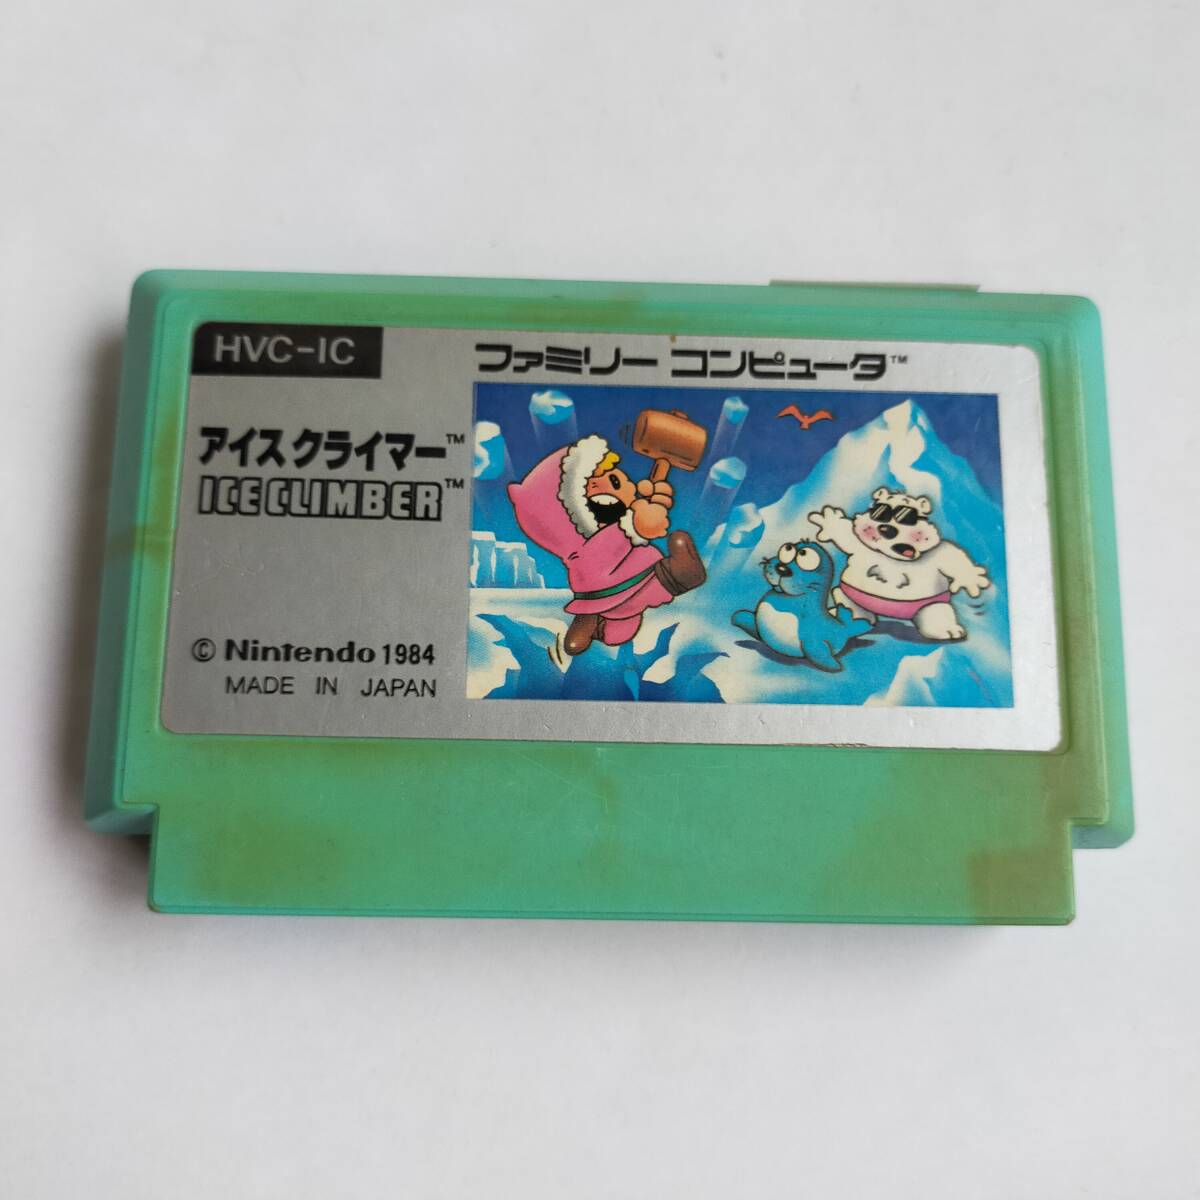 HVC-IC
ファミリー コンピュータ™
アイスクライマー™
ICE CLIMBER™
© Nintendo 1984
MADE IN JAPAN